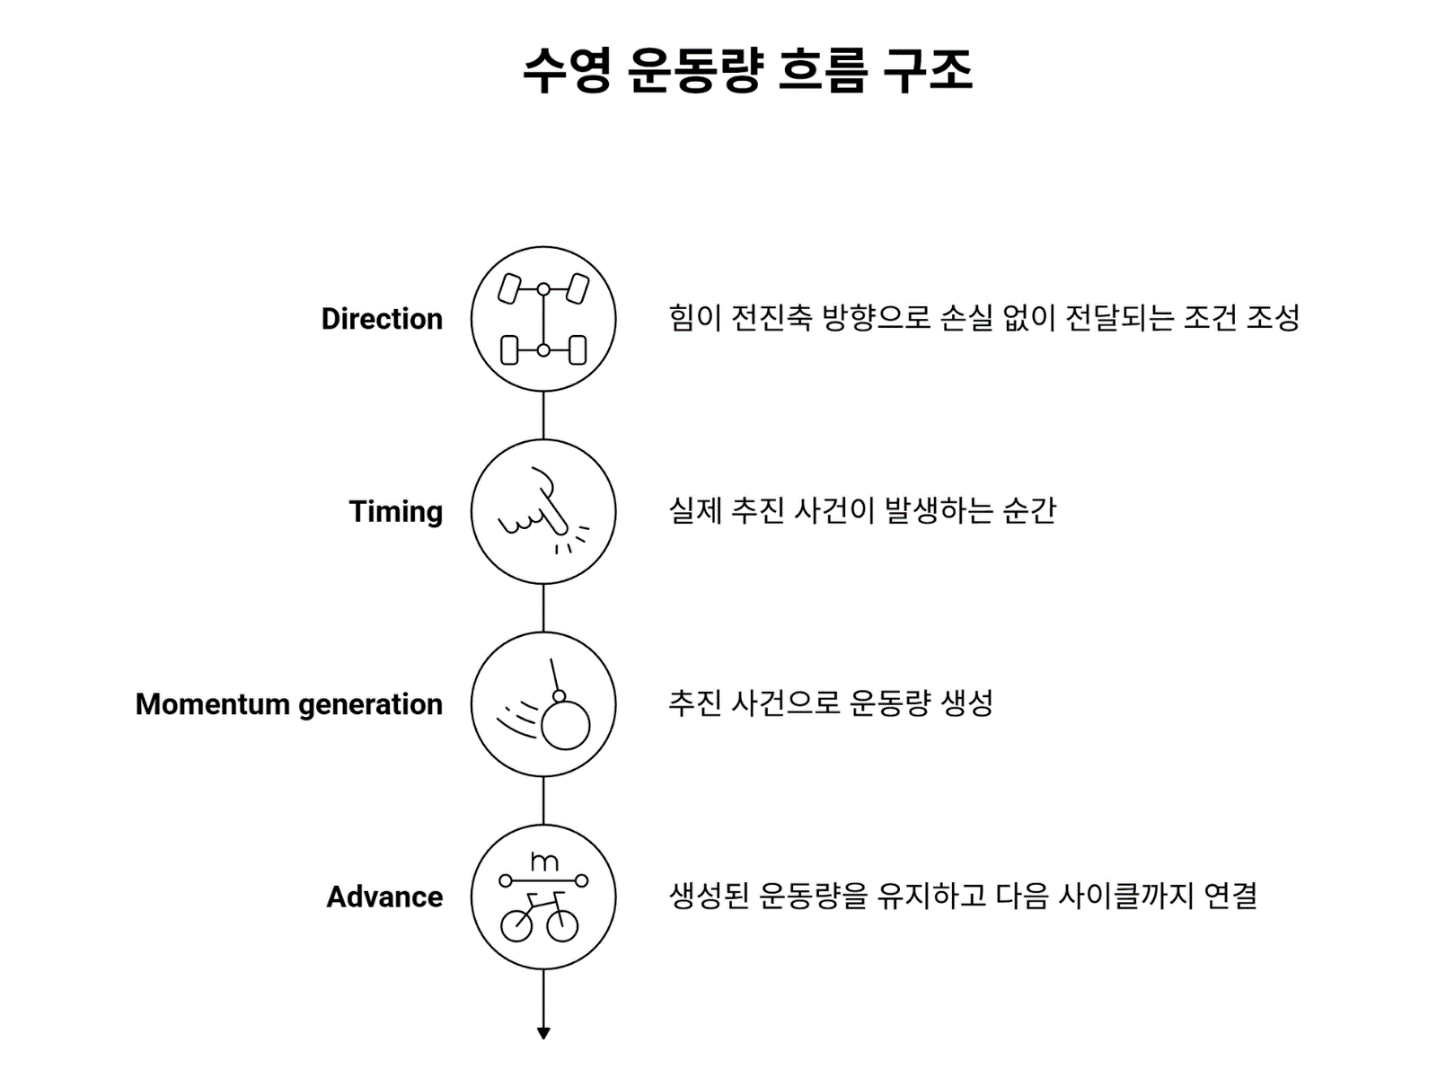 수영 운동량 흐름 구조
Direction
힘이 전진축 방향으로 손실 없이 전달되는 조건 조성
Timing
실제 추진 사건이 발생하는 순간
Momentum generation
추진 사건으로 운동량 생성
m
Advance
생성된 운동량을 유지하고 다음 사이클까지 연결